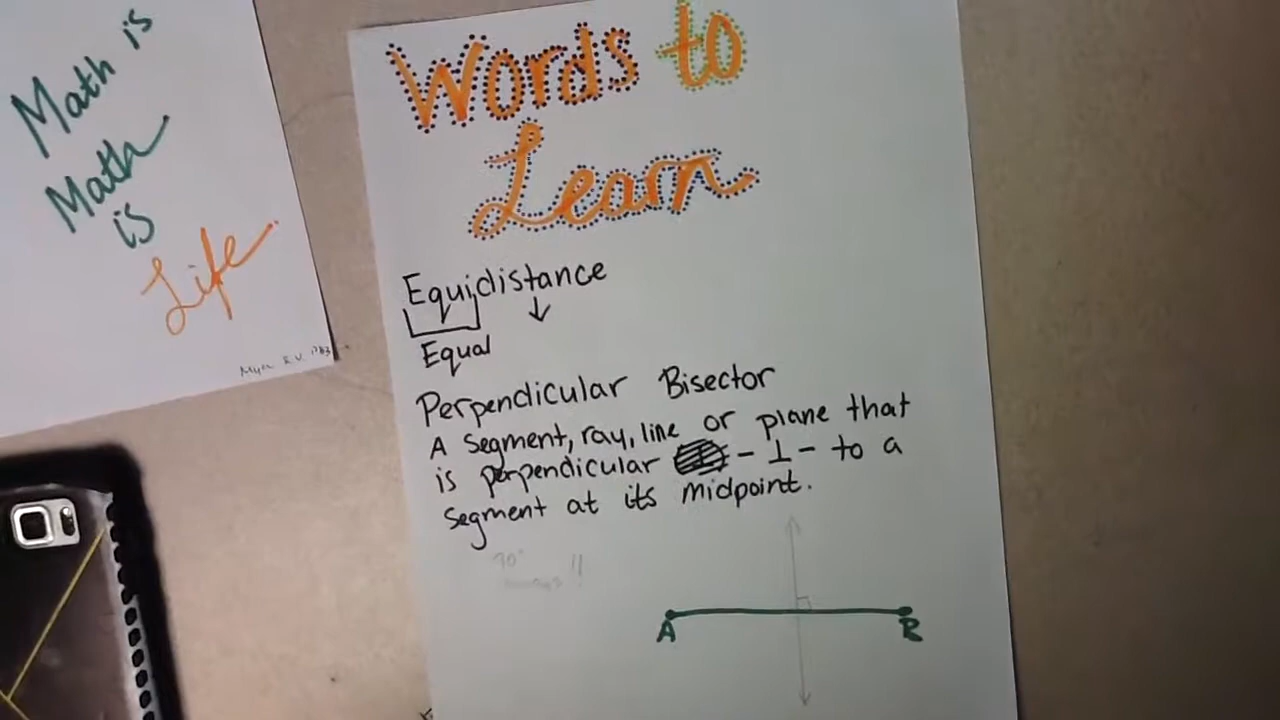 Math is
Math
is
Life
Words to
Learn
Equidistance
Equal
Perpendicular Bisector
A segment, ray, line or plane that
is perpendicular - ⊥ - to a
segment at its midpoint.
90°
!!
A